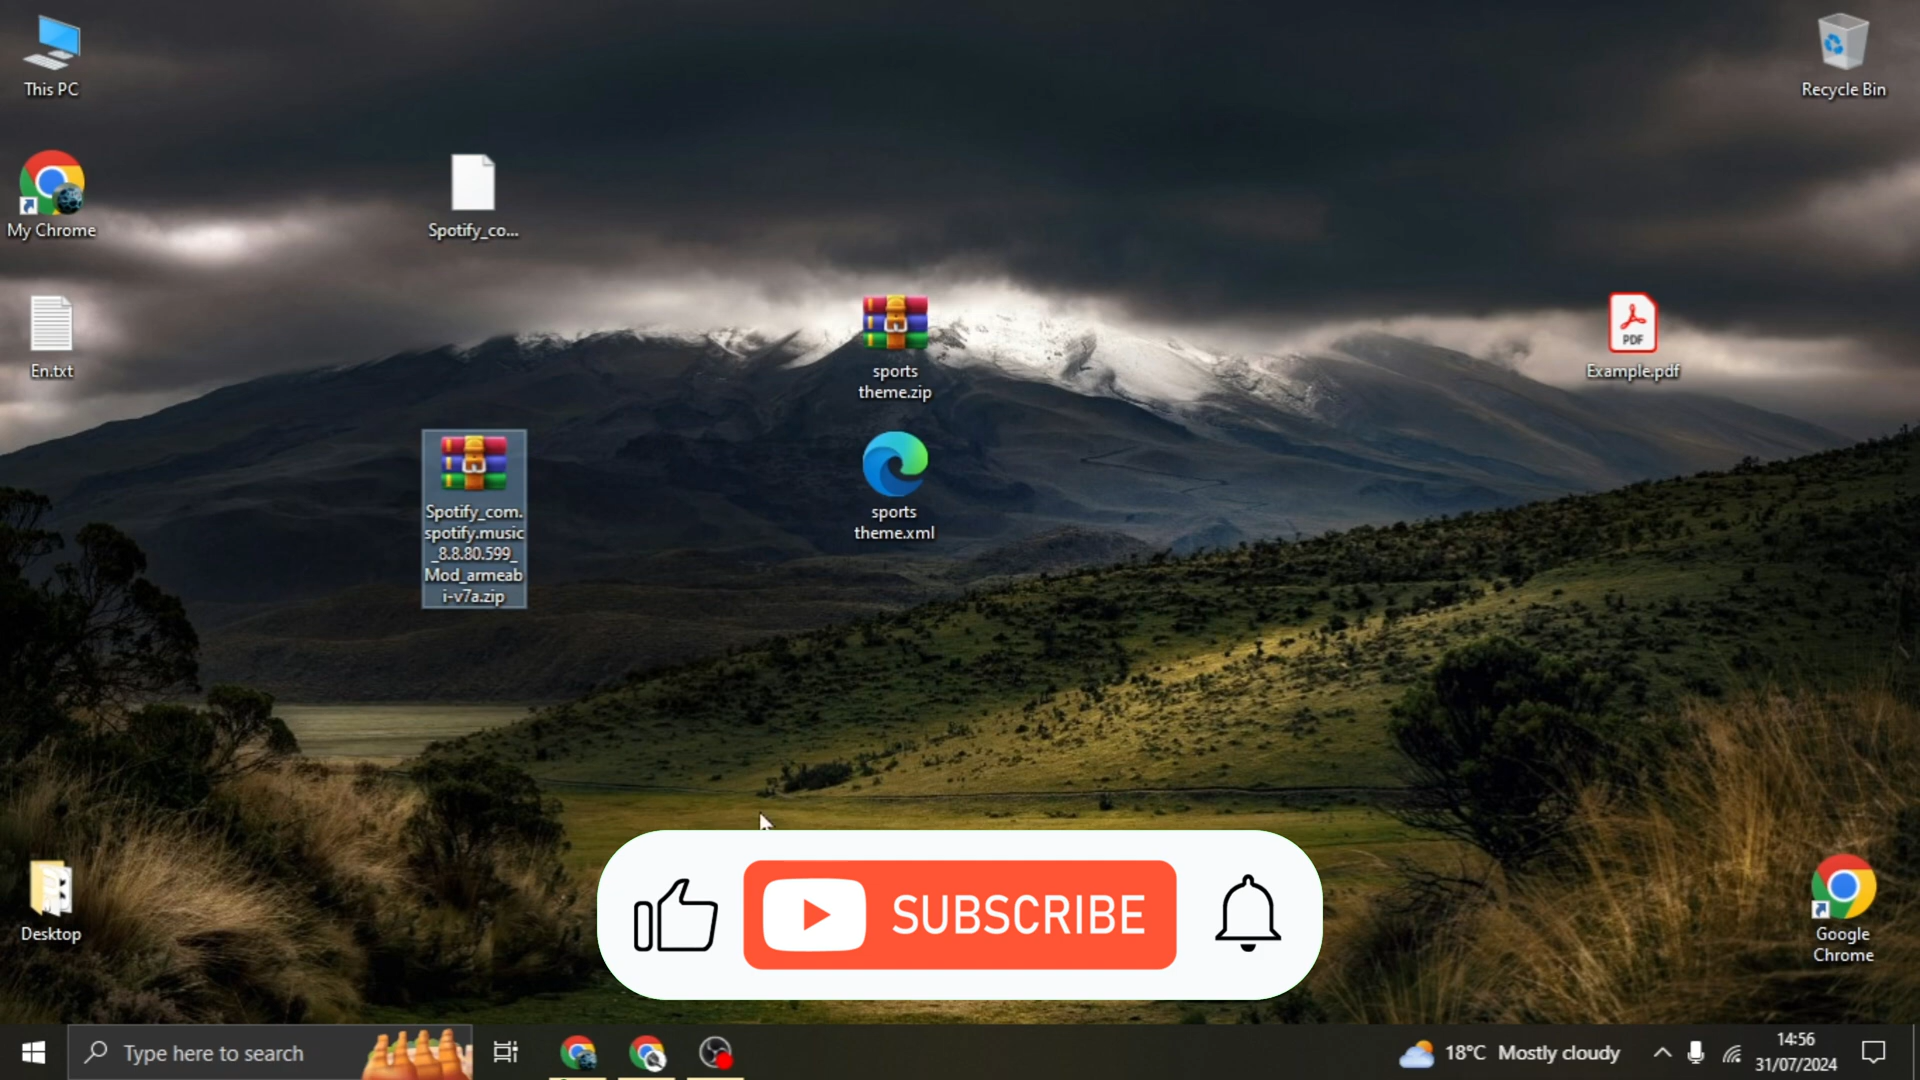 This PC
Recycle Bin
My Chrome
Spotify_co...
En.txt
sports
theme.zip
PDF
Example.pdf
Spotify_com.
spotify.music
_8.8.80.599_
Mod_armeab
i-v7a.zip
sports
theme.xml
SUBSCRIBE
Desktop
Google
Chrome
Type here to search
18°C Mostly cloudy
14:56
31/07/2024